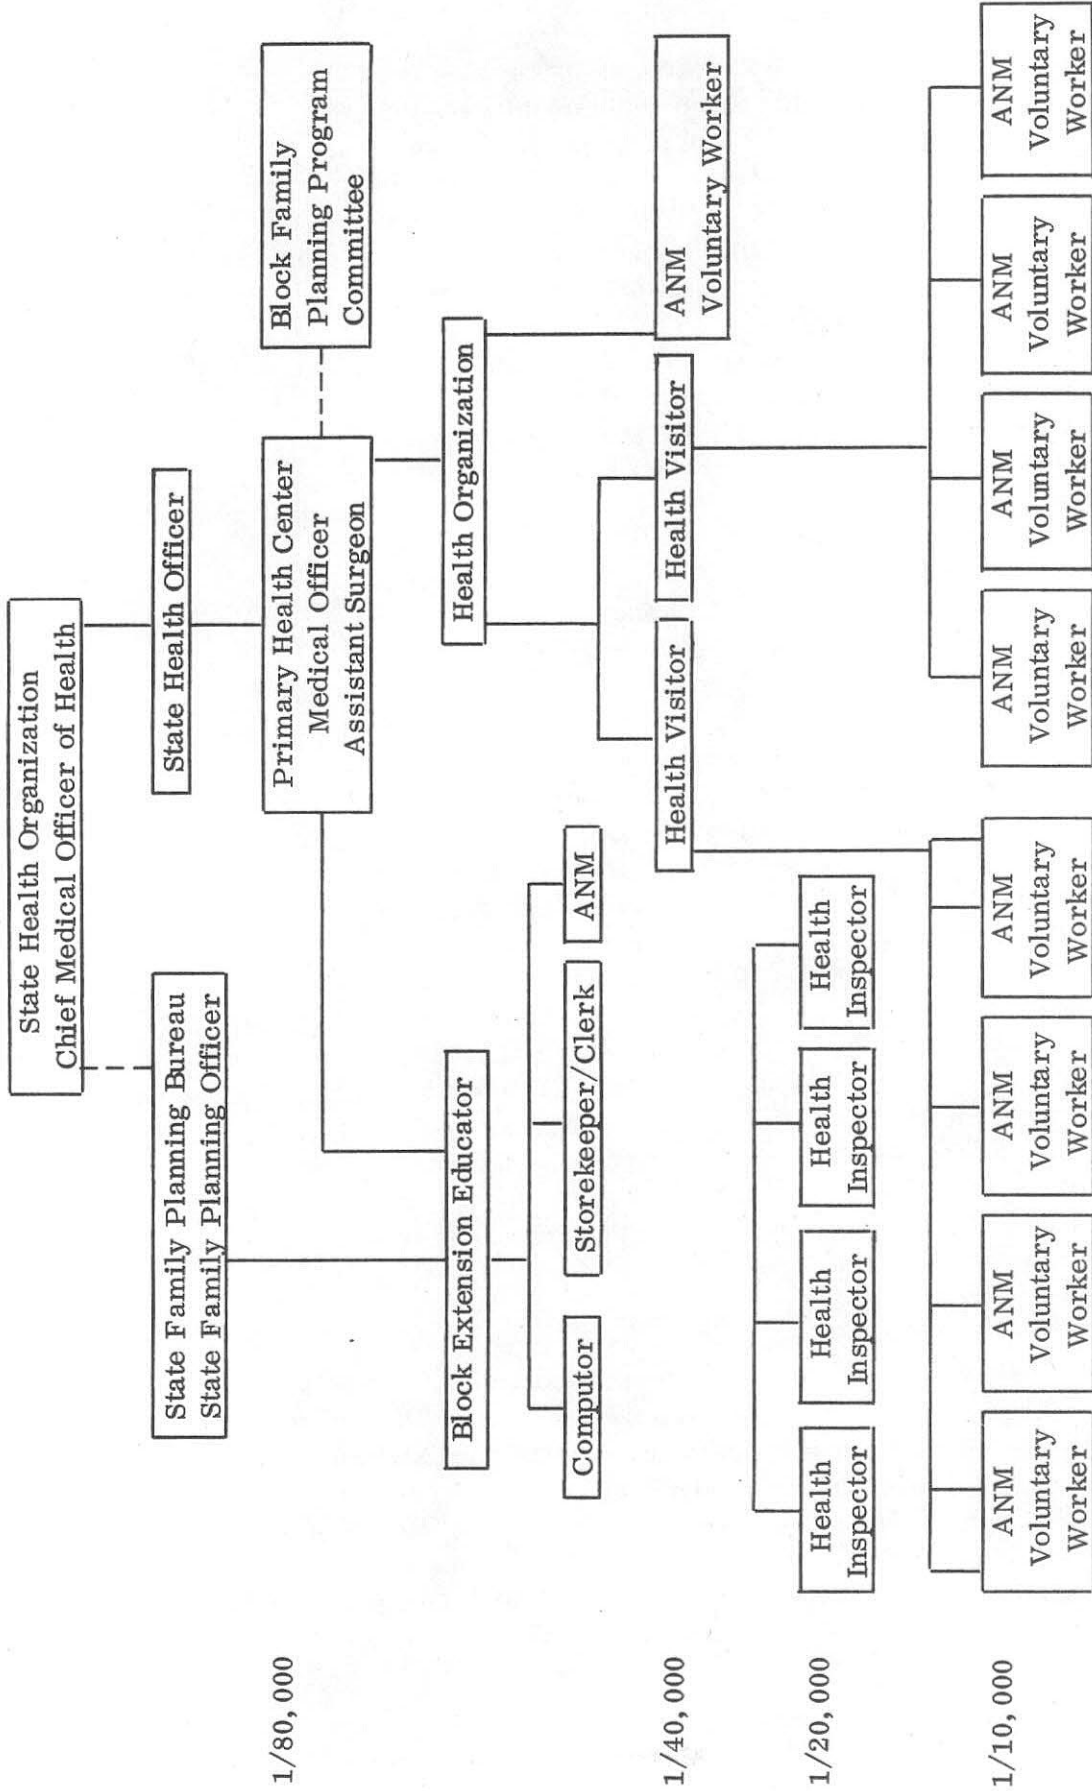 State Health Organization
Chief Medical Officer of Health
State Family Planning Bureau
State Family Planning Officer
State Health Officer
1/80,000
Primary Health Center
Medical Officer
Assistant Surgeon
Block Family
Planning Program
Committee
Block Extension Educator
Health Organization
Computor
Storekeeper/Clerk
ANM
1/40,000
Health Visitor
Health Visitor
ANM
Voluntary Worker
1/20,000
Health
Inspector
Health
Inspector
Health
Inspector
Health
Inspector
1/10,000
ANM
Voluntary
Worker
ANM
Voluntary
Worker
ANM
Voluntary
Worker
ANM
Voluntary
Worker
ANM
Voluntary
Worker
ANM
Voluntary
Worker
ANM
Voluntary
Worker
ANM
Voluntary
Worker